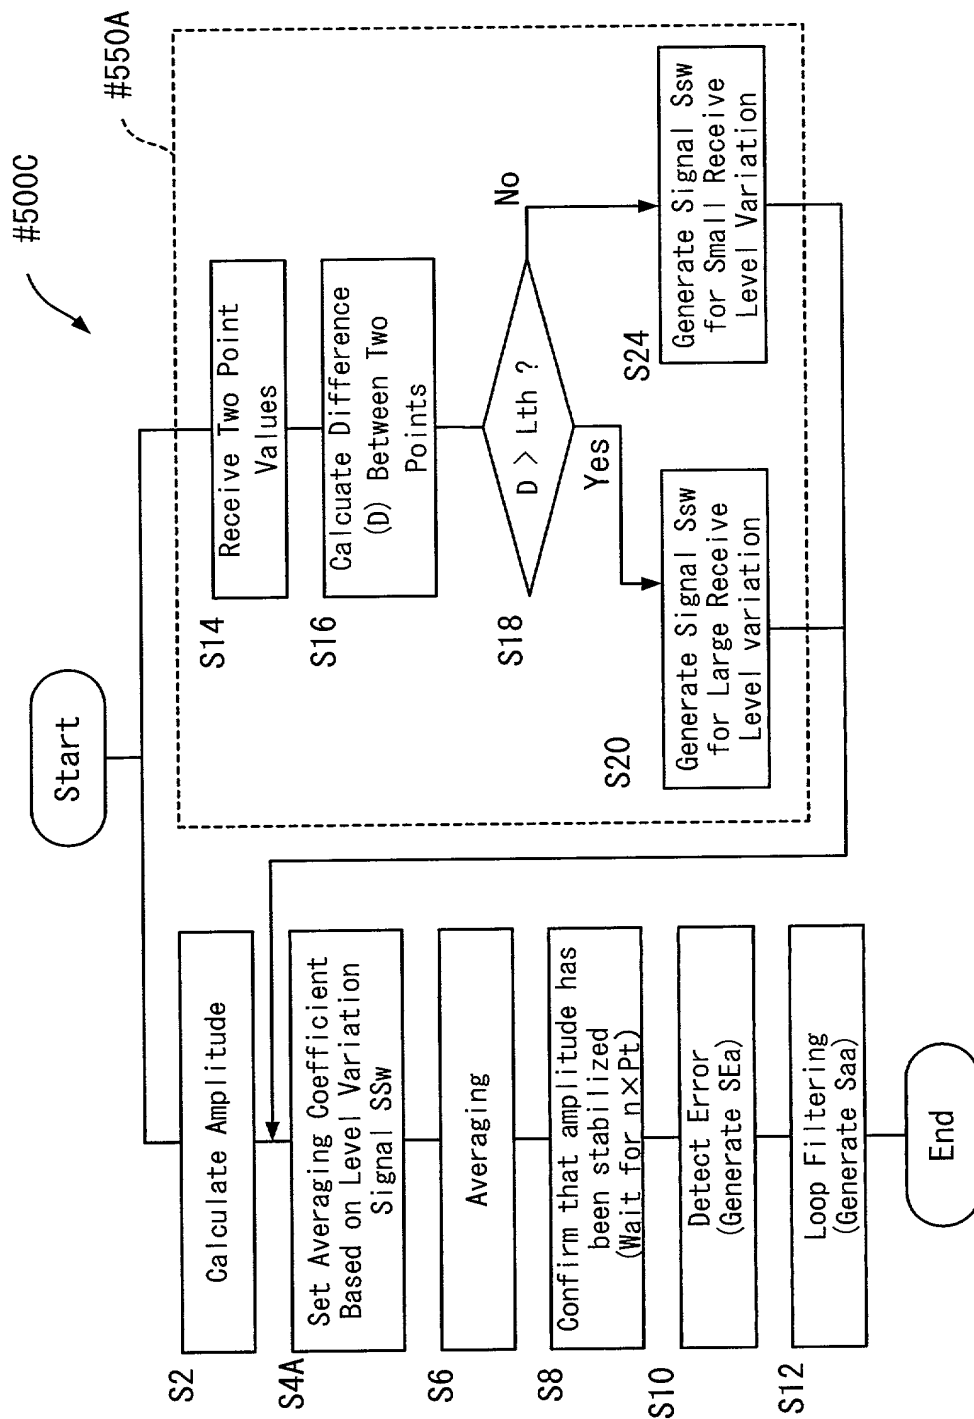 #500C
#550A
Start
S2
Calculate Amplitude
S4A
Set Averaging Coefficient
Based on Level Variation
Signal SSw
S6
Averaging
S8
Confirm that amplitude has
been stabilized
(Wait for n×Pt)
S10
Detect Error
(Generate SEa)
S12
Loop Filtering
(Generate Saa)
End
S14
Receive Two Point
Values
S16
Calcuate Difference
(D) Between Two
Points
S18
D > Lth ?
Yes
No
S20
Generate Signal Ssw
for Large Receive
Level variation
S24
Generate Signal Ssw
for Small Receive
Level Variation